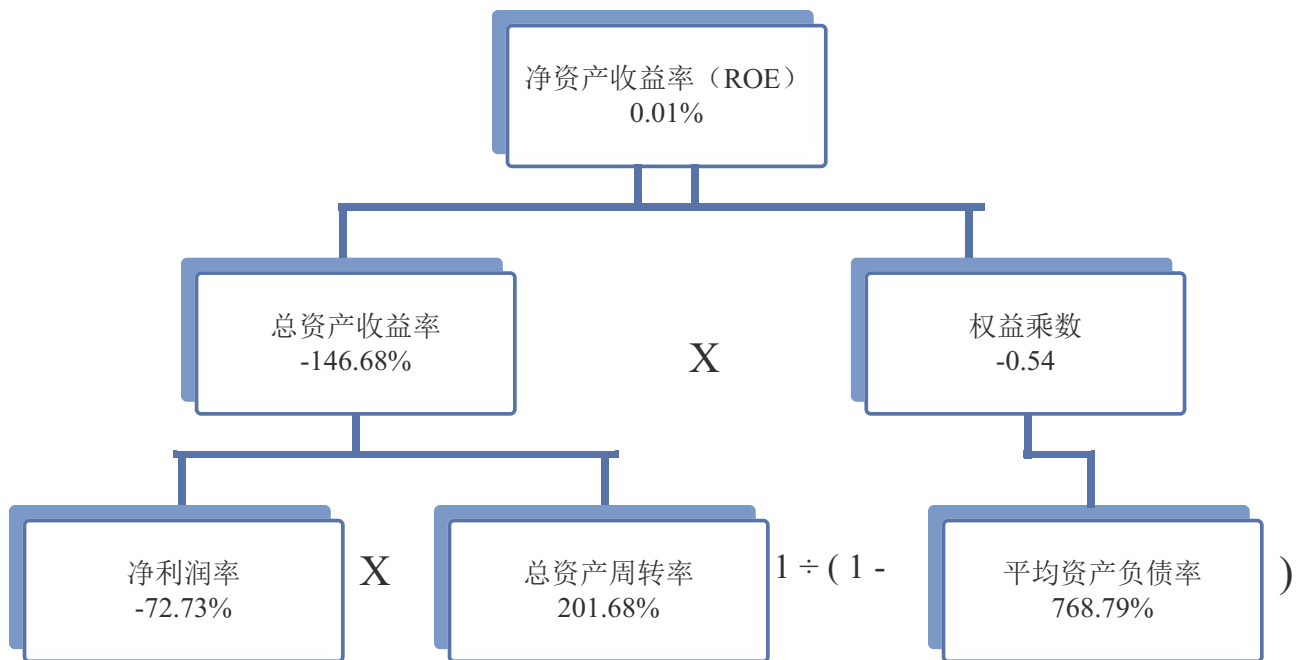 净资产收益率（ROE）
0.01%
总资产收益率
-146.68%
X
权益乘数
-0.54
净利润率
-72.73%
X
总资产周转率
201.68%
1 ÷ ( 1 -
平均资产负债率
768.79%
)